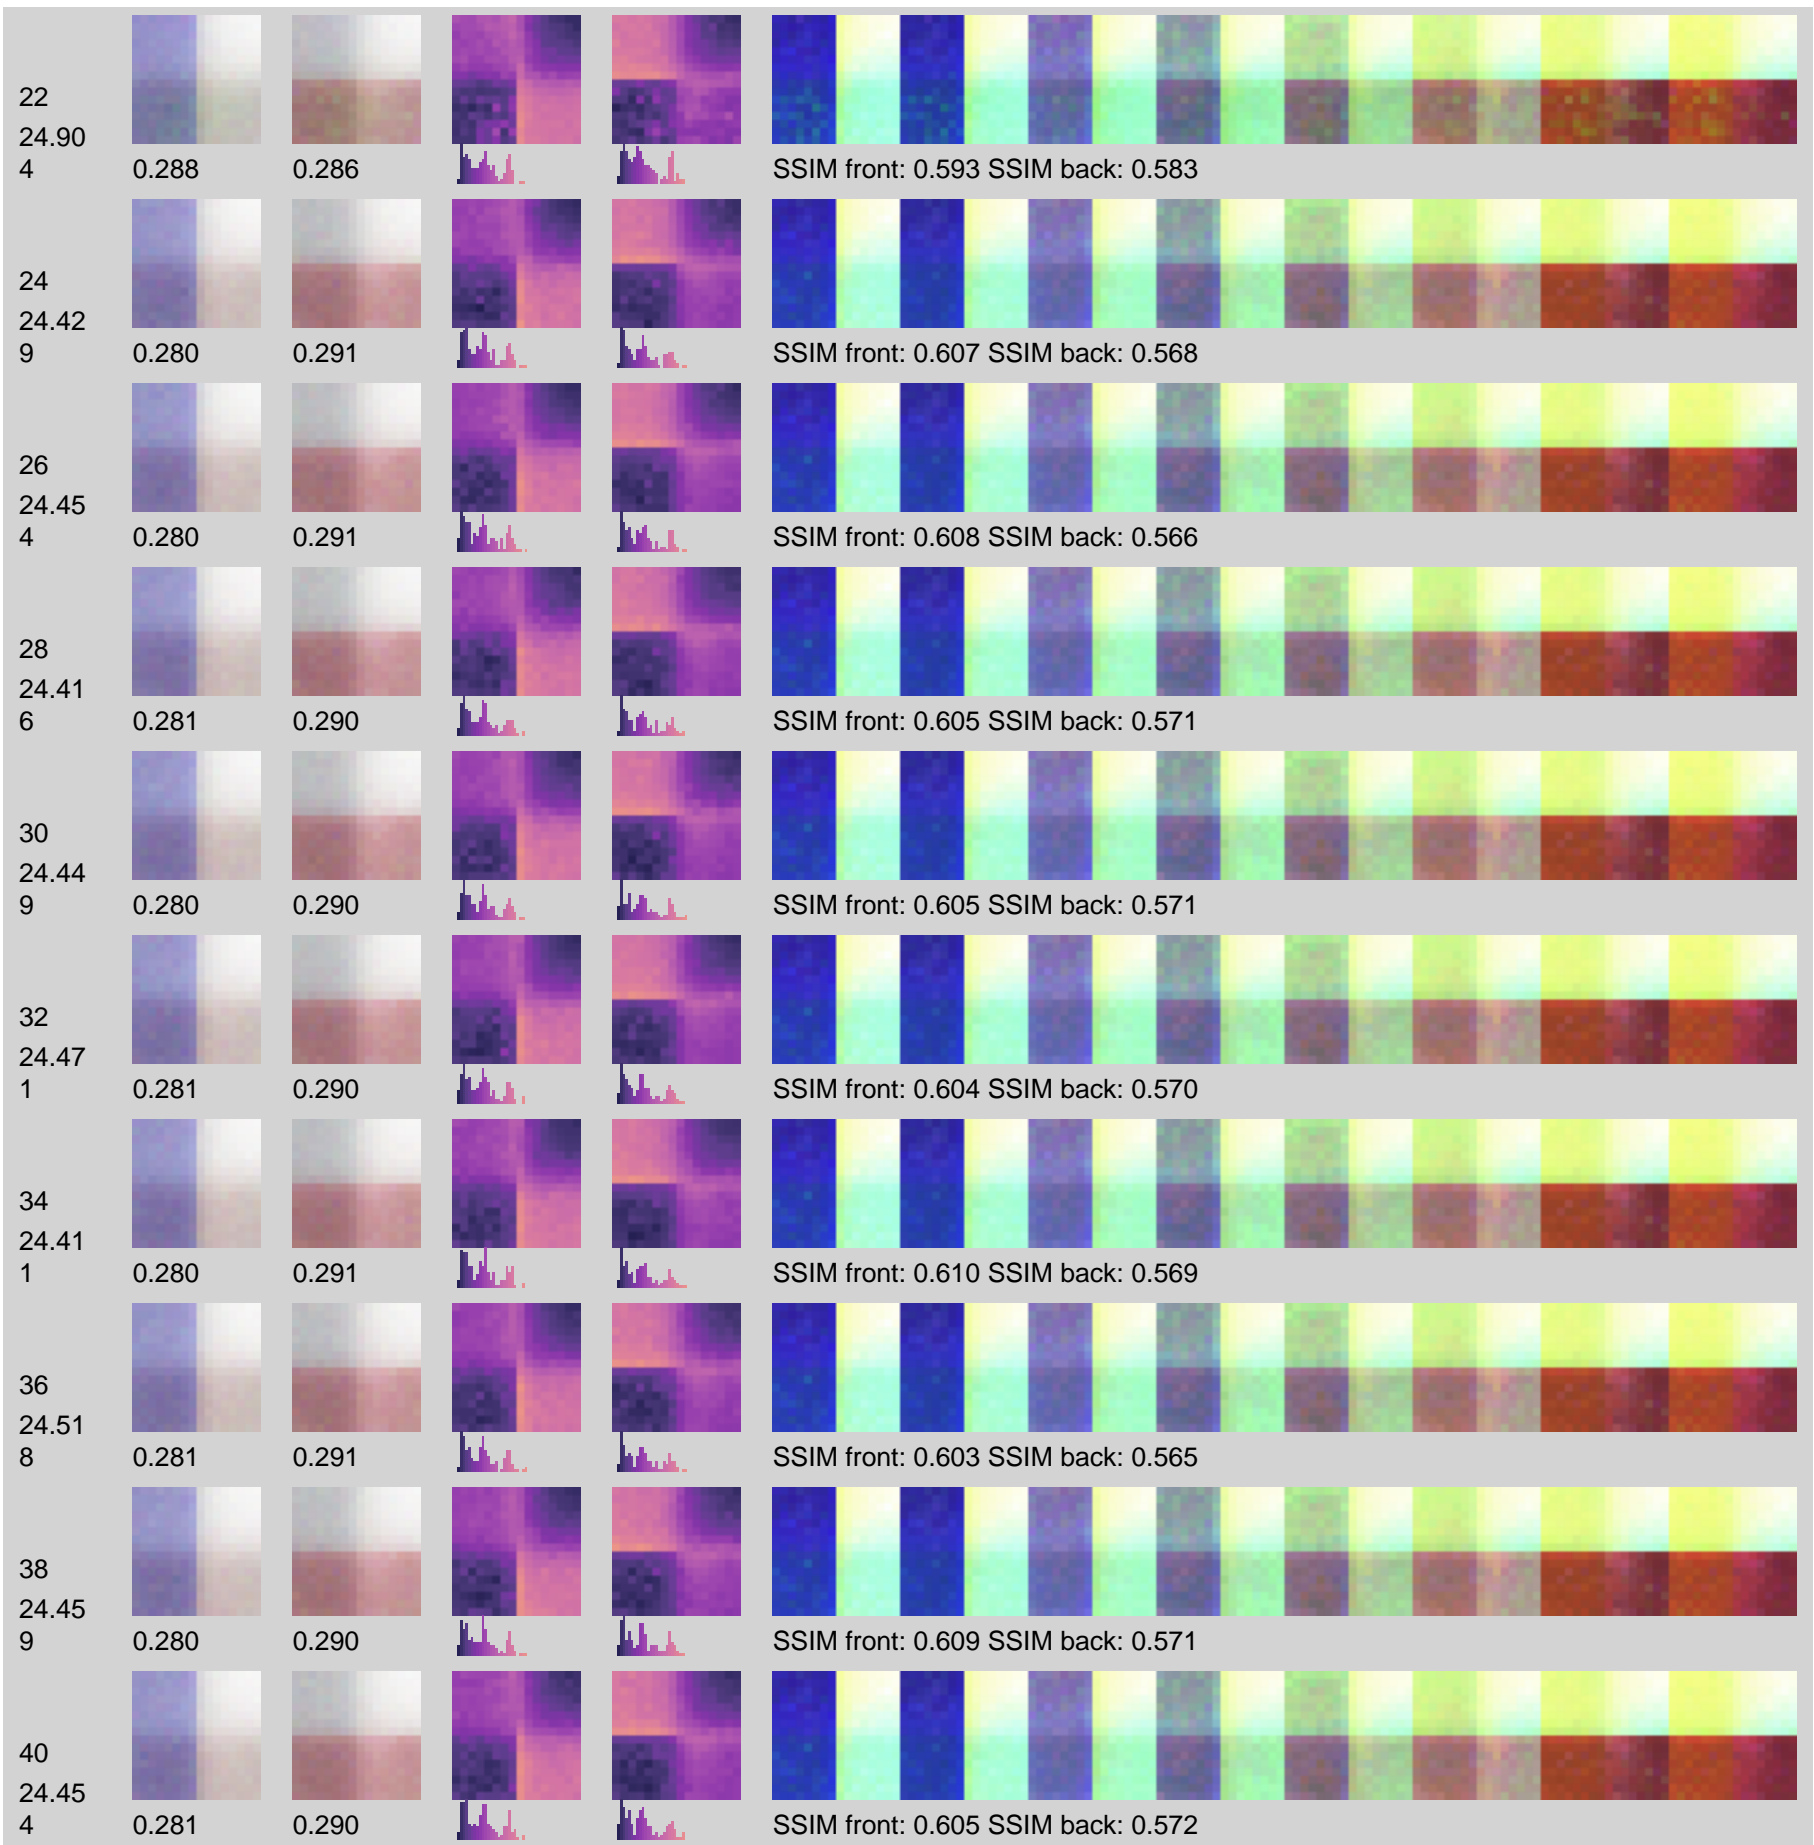 22
24.90
4 0.288 0.286 SSIM front: 0.593 SSIM back: 0.583
24
24.42
9 0.280 0.291 SSIM front: 0.607 SSIM back: 0.568
26
24.45
4 0.280 0.291 SSIM front: 0.608 SSIM back: 0.566
28
24.41
6 0.281 0.290 SSIM front: 0.605 SSIM back: 0.571
30
24.44
9 0.280 0.290 SSIM front: 0.605 SSIM back: 0.571
32
24.47
1 0.281 0.290 SSIM front: 0.604 SSIM back: 0.570
34
24.41
1 0.280 0.291 SSIM front: 0.610 SSIM back: 0.569
36
24.51
8 0.281 0.291 SSIM front: 0.603 SSIM back: 0.565
38
24.45
9 0.280 0.290 SSIM front: 0.609 SSIM back: 0.571
40
24.45
4 0.281 0.290 SSIM front: 0.605 SSIM back: 0.572